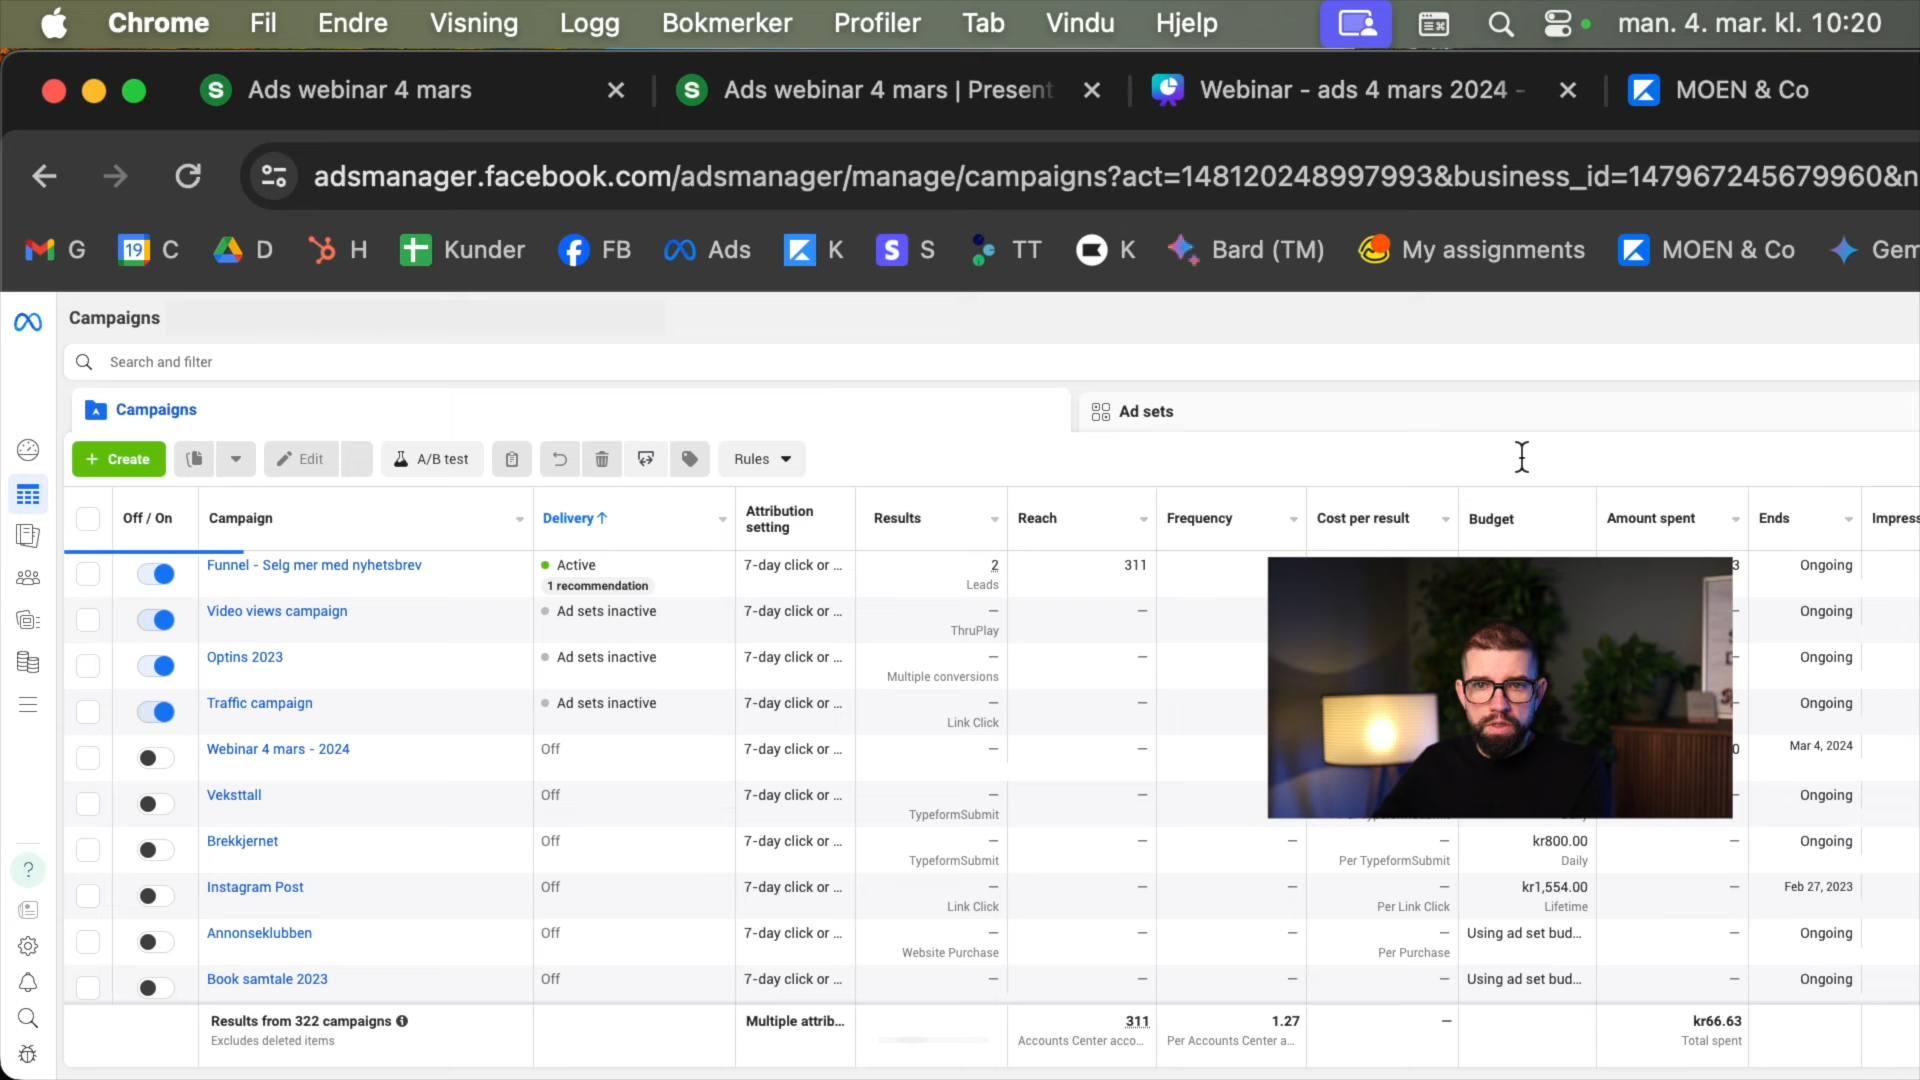 Chrome Fil Endre Visning Logg Bokmerker Profiler Tab Vindu Hjelp man. 4. mar. kl. 10:20
S Ads webinar 4 mars S Ads webinar 4 mars | Present Webinar - ads 4 mars 2024 - MOEN & Co
adsmanager.facebook.com/adsmanager/manage/campaigns?act=148120248997993&business_id=147967245679960&n
G 19 C D H Kunder FB Ads K S S TT K Bard (TM) My assignments MOEN & Co Gem
Campaigns
Search and filter
Campaigns Ad sets
+ Create Edit A/B test Rules
Off / On Campaign Delivery ↑ Attribution setting Results Reach Frequency Cost per result Budget Amount spent Ends Impress
Funnel - Selg mer med nyhetsbrev Active 7-day click or ... 2 311 3 Ongoing
1 recommendation Leads
Video views campaign Ad sets inactive 7-day click or ... — — – Ongoing
ThruPlay
Optins 2023 Ad sets inactive 7-day click or ... — — – Ongoing
Multiple conversions
Traffic campaign Ad sets inactive 7-day click or ... — — – Ongoing
Link Click
Webinar 4 mars - 2024 Off 7-day click or ... — — 0 Mar 4, 2024
Veksttall Off 7-day click or ... — — – Ongoing
TypeformSubmit
Brekkjernet Off 7-day click or ... — — — — kr800.00 — Ongoing
TypeformSubmit Per TypeformSubmit Daily
Instagram Post Off 7-day click or ... — — — — kr1,554.00 — Feb 27, 2023
Link Click Per Link Click Lifetime
Annonseklubben Off 7-day click or ... — — — — Using ad set bud... — Ongoing
Website Purchase Per Purchase
Book samtale 2023 Off 7-day click or ... — — — — Using ad set bud... — Ongoing
Results from 322 campaigns Multiple attrib... 311 1.27 — kr66.63
Excludes deleted items Accounts Center acco... Per Accounts Center a... Total spent